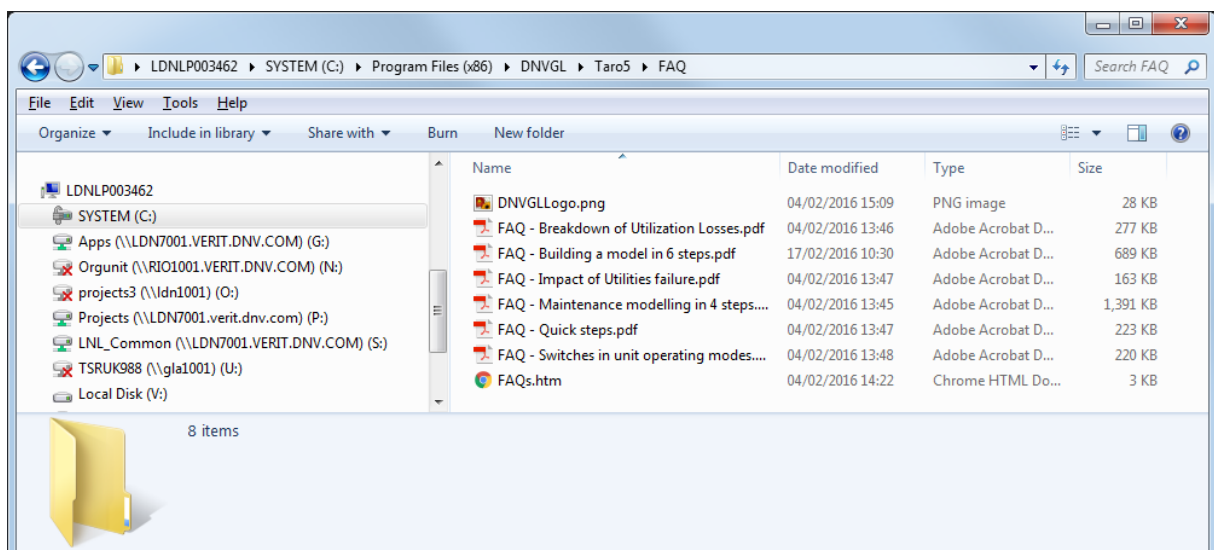 LDNLP003462 SYSTEM (C:) Program Files (x86) DNVGL Taro5 FAQ Search FAQ
File Edit View Tools Help
Organize Include in library Share with Burn New folder
LDNLP003462
SYSTEM (C:)
Apps (\\LDN7001.VERIT.DNV.COM) (G:)
Orgunit (\\RIO1001.VERIT.DNV.COM) (N:)
projects3 (\\ldn1001) (O:)
Projects (\\LDN7001.verit.dnv.com) (P:)
LNL_Common (\\LDN7001.VERIT.DNV.COM) (S:)
TSRUK988 (\\gla1001) (U:)
Local Disk (V:)
Name Date modified Type Size
DNVGLLogo.png 04/02/2016 15:09 PNG image 28 KB
FAQ - Breakdown of Utilization Losses.pdf 04/02/2016 13:46 Adobe Acrobat D... 277 KB
FAQ - Building a model in 6 steps.pdf 17/02/2016 10:30 Adobe Acrobat D... 689 KB
FAQ - Impact of Utilities failure.pdf 04/02/2016 13:47 Adobe Acrobat D... 163 KB
FAQ - Maintenance modelling in 4 steps.... 04/02/2016 13:45 Adobe Acrobat D... 1,391 KB
FAQ - Quick steps.pdf 04/02/2016 13:47 Adobe Acrobat D... 223 KB
FAQ - Switches in unit operating modes.... 04/02/2016 13:48 Adobe Acrobat D... 220 KB
FAQs.htm 04/02/2016 14:22 Chrome HTML Do... 3 KB
8 items